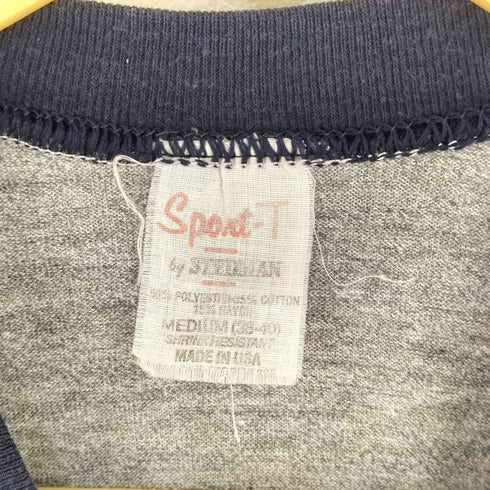 Sport-T
by STEDMAN
50% POLYESTER-35% COTTON
15% RAYON
MEDIUM (38-40)
SHRINK RESISTANT
MADE IN USA